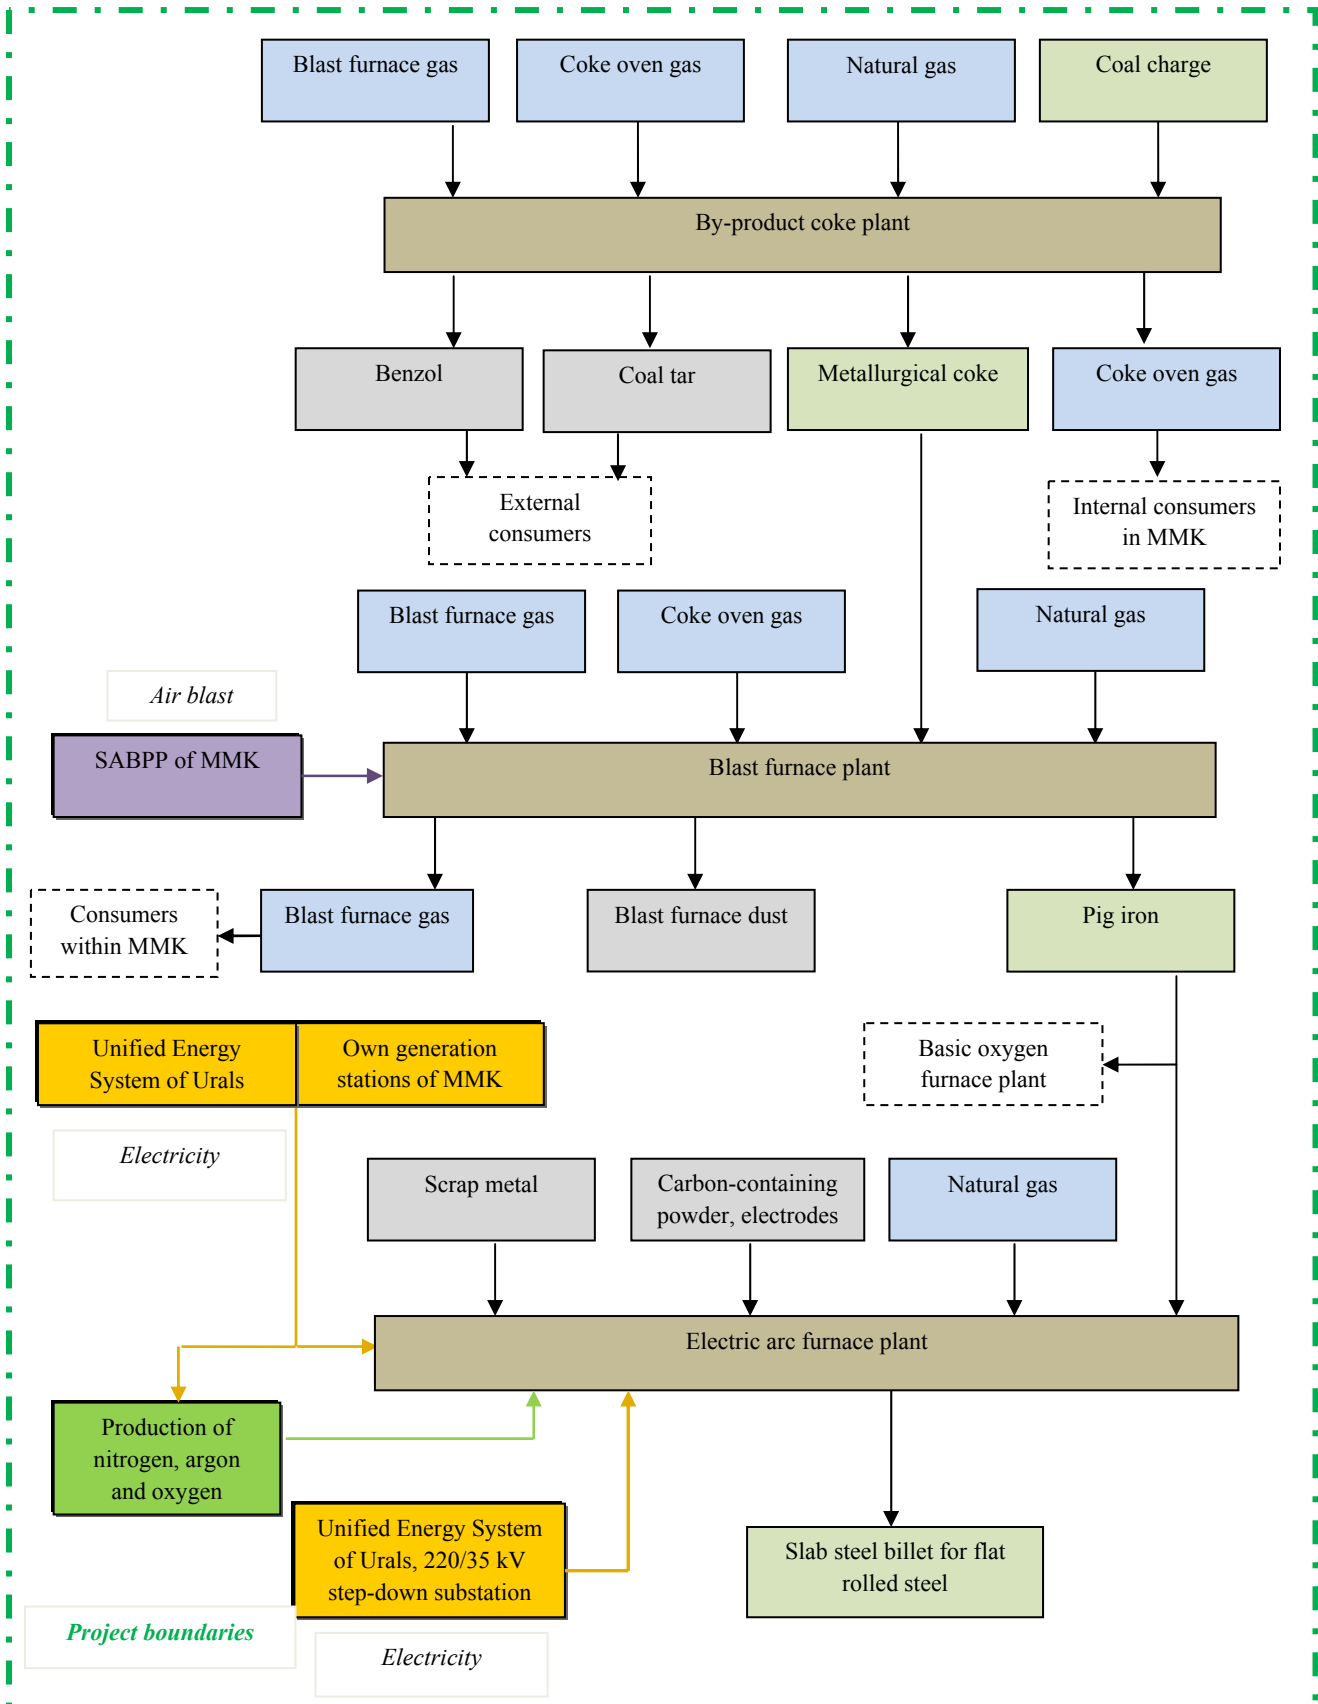 Blast furnace gas
Coke oven gas
Natural gas
Coal charge
By-product coke plant
Benzol
Coal tar
Metallurgical coke
Coke oven gas
External
consumers
Internal consumers
in MMK
Blast furnace gas
Coke oven gas
Natural gas
Air blast
SABPP of MMK
Blast furnace plant
Consumers
within MMK
Blast furnace gas
Blast furnace dust
Pig iron
Unified Energy
System of Urals
Own generation
stations of MMK
Basic oxygen
furnace plant
Electricity
Scrap metal
Carbon-containing
powder, electrodes
Natural gas
Electric arc furnace plant
Production of
nitrogen, argon
and oxygen
Unified Energy System
of Urals, 220/35 kV
step-down substation
Slab steel billet for flat
rolled steel
Project boundaries
Electricity